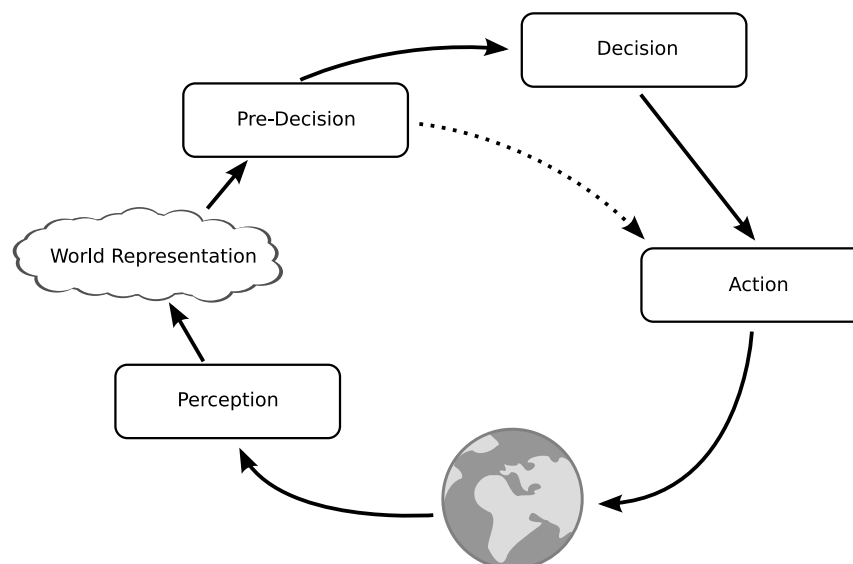 Decision
Pre-Decision
World Representation
Action
Perception